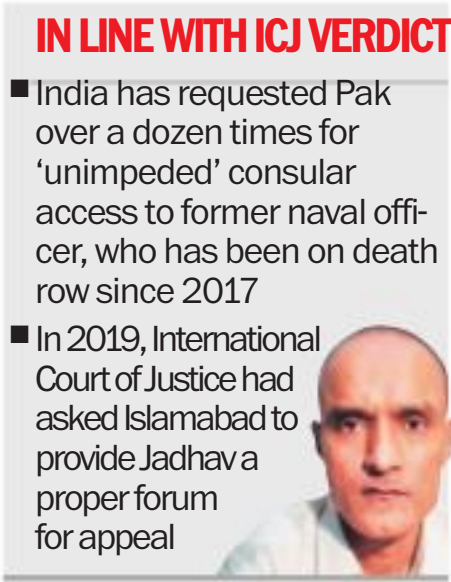 IN LINE WITH ICJ VERDICT
■ India has requested Pak
over a dozen times for
‘unimpeded’ consular
access to former naval offi-
cer, who has been on death
row since 2017
■ In 2019, International
Court of Justice had
asked Islamabad to
provide Jadhav a
proper forum
for appeal